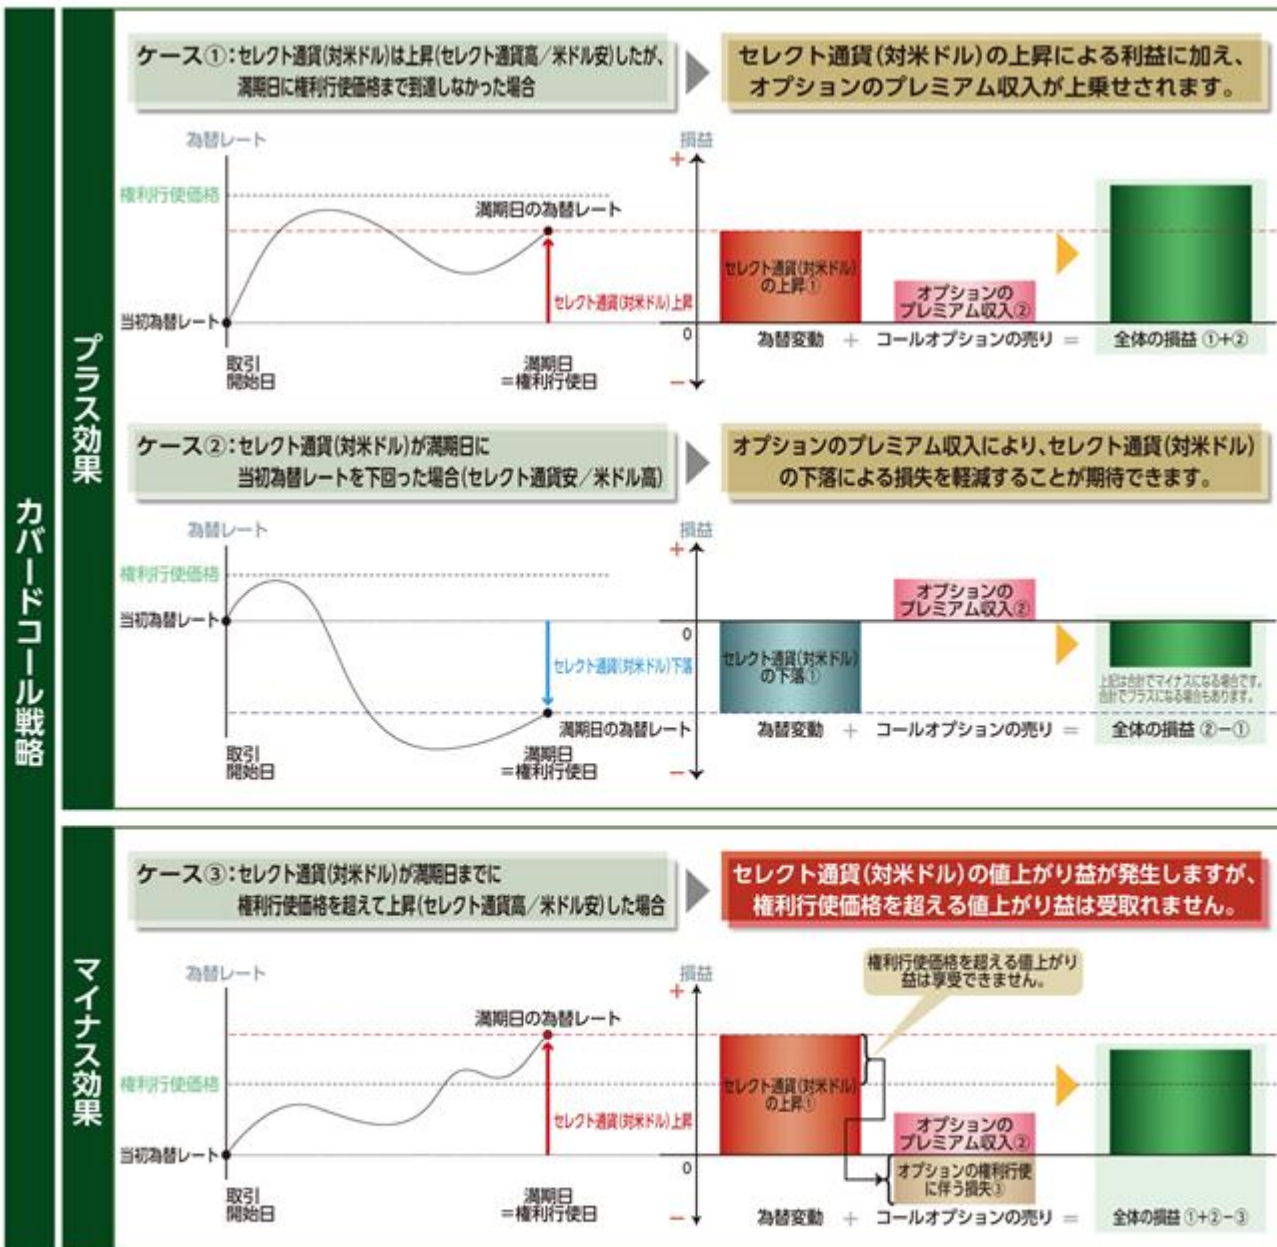 カバードコール戦略
プラス効果
ケース①：セレクト通貨(対米ドル)は上昇(セレクト通貨高／米ドル安)したが、
満期日に権利行使価格まで到達しなかった場合
セレクト通貨(対米ドル)の上昇による利益に加え、
オプションのプレミアム収入が上乗せされます。
為替レート
権利行使価格
満期日の為替レート
セレクト通貨(対米ドル)上昇
当初為替レート
取引
開始日
満期日
＝権利行使日
損益
＋
0
－
セレクト通貨(対米ドル)
の上昇①
オプションの
プレミアム収入②
為替変動 ＋ コールオプションの売り ＝ 全体の損益 ①+②
ケース②：セレクト通貨(対米ドル)が満期日に
当初為替レートを下回った場合(セレクト通貨安／米ドル高)
オプションのプレミアム収入により、セレクト通貨(対米ドル)
の下落による損失を軽減することが期待できます。
為替レート
権利行使価格
当初為替レート
セレクト通貨(対米ドル)下落
満期日の為替レート
取引
開始日
満期日
＝権利行使日
損益
＋
0
－
オプションの
プレミアム収入②
セレクト通貨(対米ドル)
の下落①
上記は合計でマイナスになる場合です。
合計でプラスになる場合もあります。
為替変動 ＋ コールオプションの売り ＝ 全体の損益 ②－①
マイナス効果
ケース③：セレクト通貨(対米ドル)が満期日までに
権利行使価格を超えて上昇(セレクト通貨高／米ドル安)した場合
セレクト通貨(対米ドル)の値上がり益が発生しますが、
権利行使価格を超える値上がり益は受取れません。
為替レート
満期日の為替レート
権利行使価格
セレクト通貨(対米ドル)上昇
当初為替レート
取引
開始日
満期日
＝権利行使日
損益
＋
0
－
権利行使価格を超える値上がり
益は享受できません。
セレクト通貨(対米ドル)
の上昇①
オプションの
プレミアム収入②
オプションの権利行使
に伴う損失③
為替変動 ＋ コールオプションの売り ＝ 全体の損益 ①+②－③